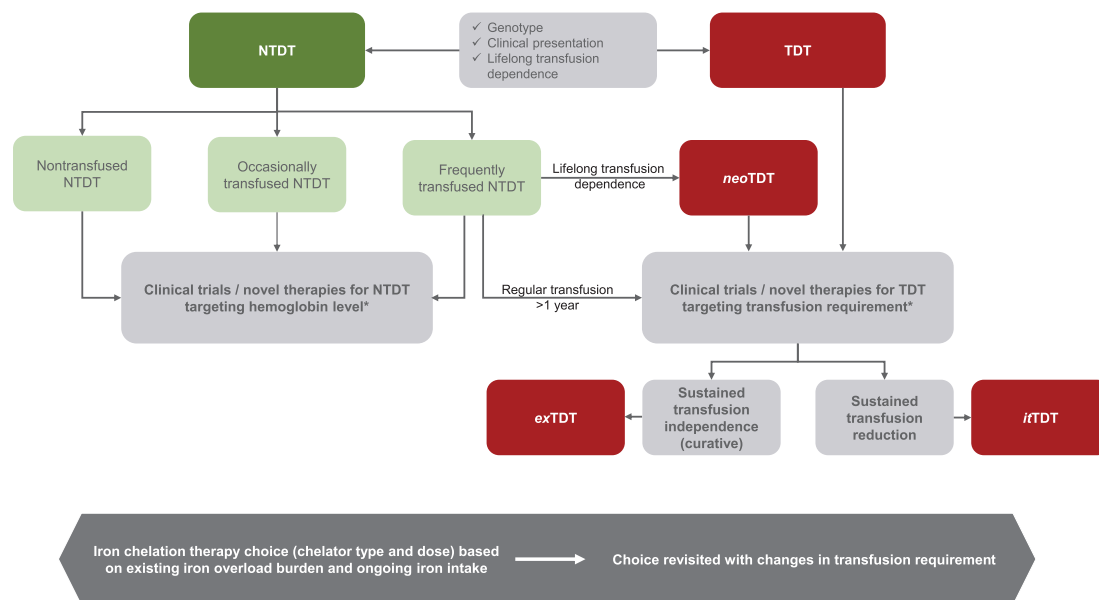 NTDT
✓ Genotype
✓ Clinical presentation
✓ Lifelong transfusion
dependence
TDT
Nontransfused
NTDT
Occasionally
transfused NTDT
Frequently
transfused NTDT
Lifelong transfusion
dependence
neoTDT
Clinical trials / novel therapies for NTDT
targeting hemoglobin level*
Regular transfusion
>1 year
Clinical trials / novel therapies for TDT
targeting transfusion requirement*
exTDT
Sustained
transfusion
independence
(curative)
Sustained
transfusion
reduction
itTDT
Iron chelation therapy choice (chelator type and dose) based
on existing iron overload burden and ongoing iron intake
Choice revisited with changes in transfusion requirement